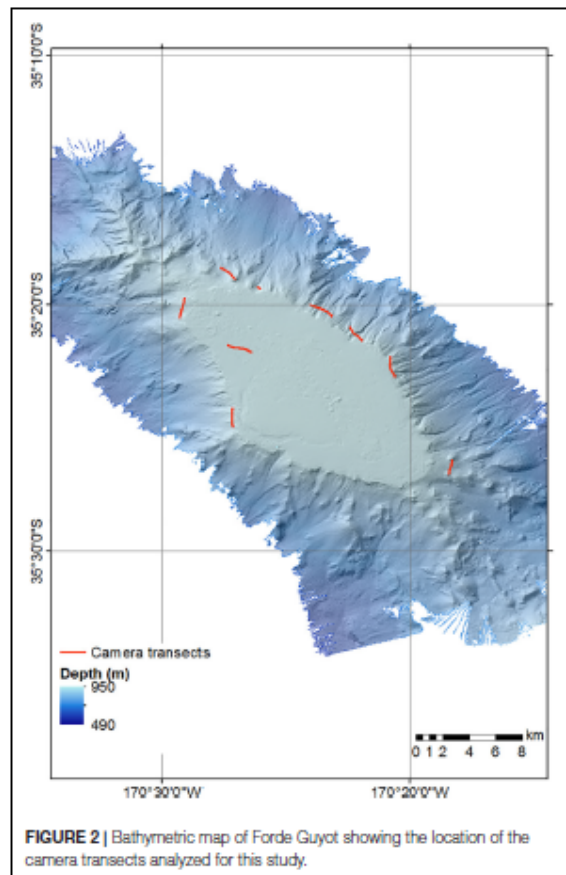 35°10'0"S
35°20'0"S
35°30'0"S
Camera transects
Depth (m)
950
490
km
0 1 2 4 6 8
170°30'0"W
170°20'0"W
FIGURE 2 | Bathymetric map of Forde Guyot showing the location of the
camera transects analyzed for this study.